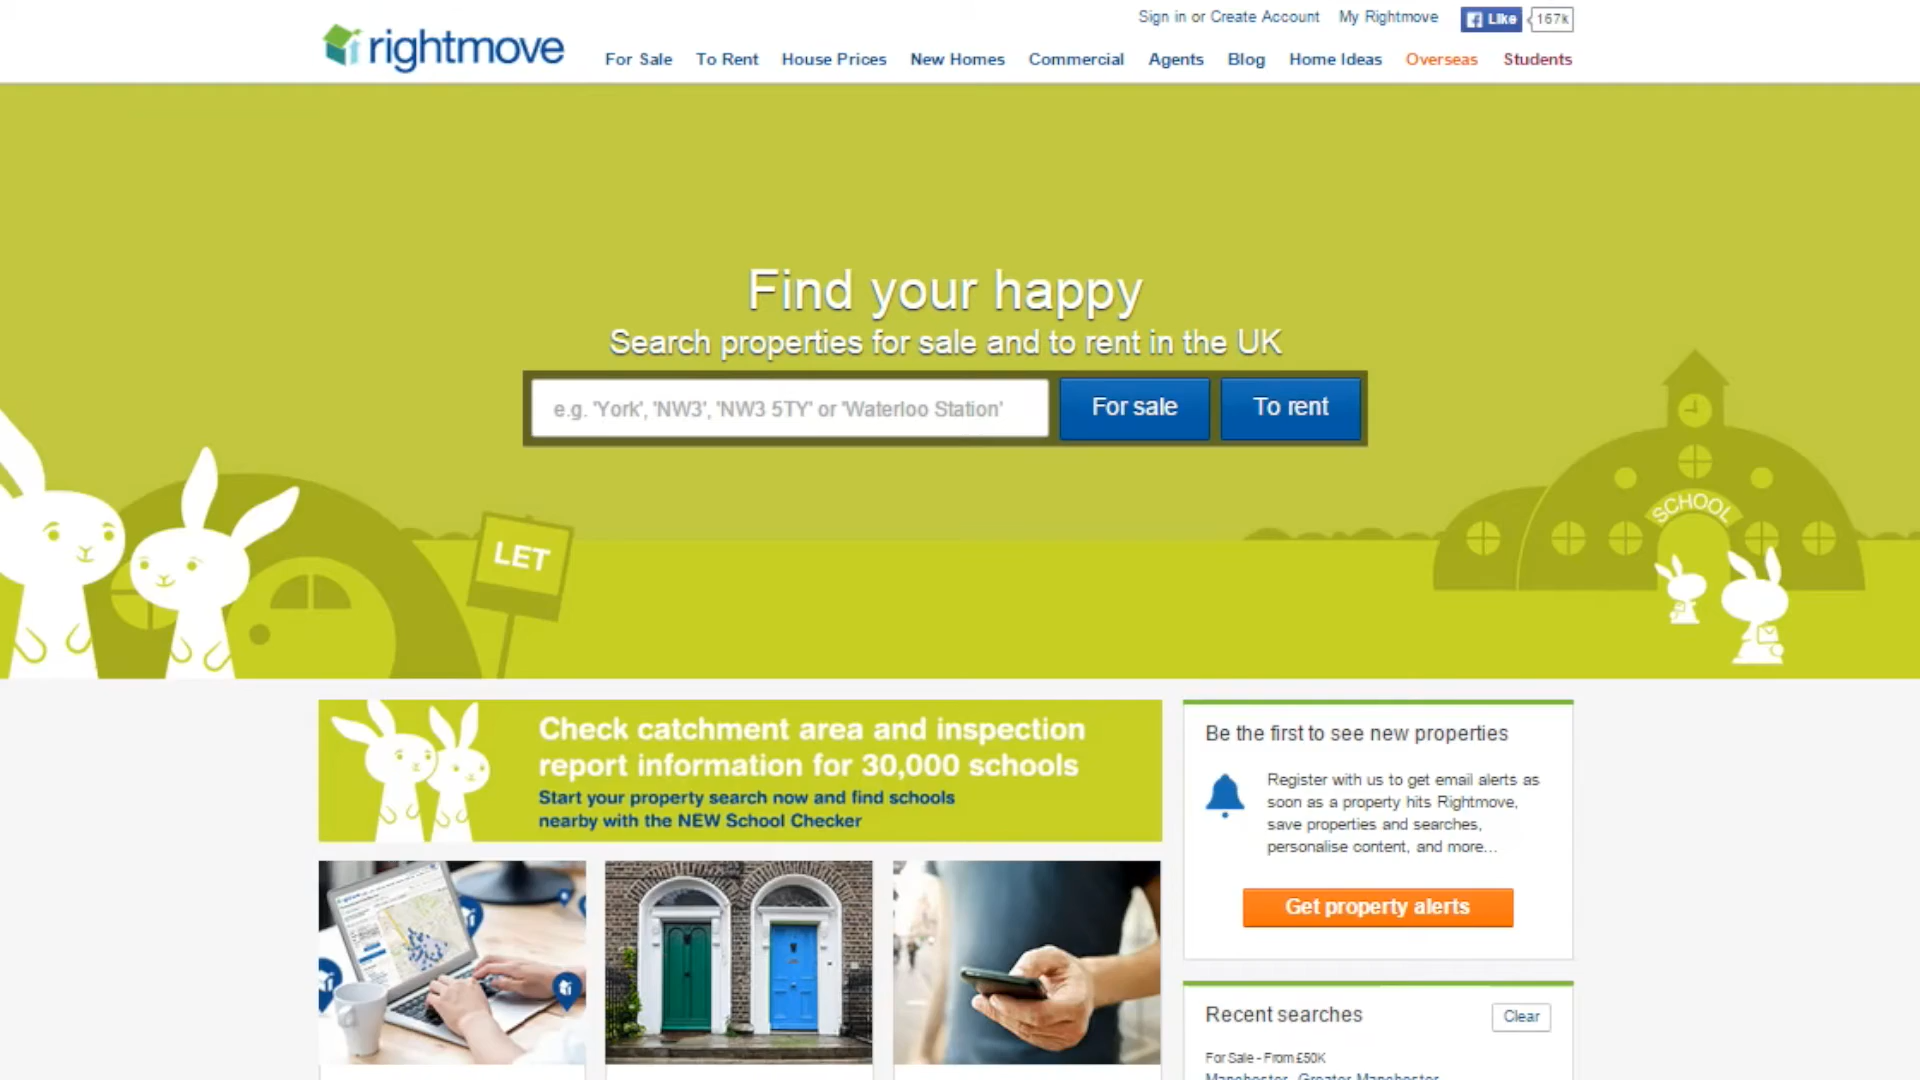 Sign in or Create Account My Rightmove Like 167k
rightmove For Sale To Rent House Prices New Homes Commercial Agents Blog Home Ideas Overseas Students
Find your happy
Search properties for sale and to rent in the UK
e.g. 'York', 'NW3', 'NW3 5TY' or 'Waterloo Station' For sale To rent
LET
SCHOOL
Check catchment area and inspection
report information for 30,000 schools
Start your property search now and find schools
nearby with the NEW School Checker
Be the first to see new properties
Register with us to get email alerts as
soon as a property hits Rightmove,
save properties and searches,
personalise content, and more...
Get property alerts
Recent searches Clear
For Sale - From £50K
Manchester, Greater Manchester